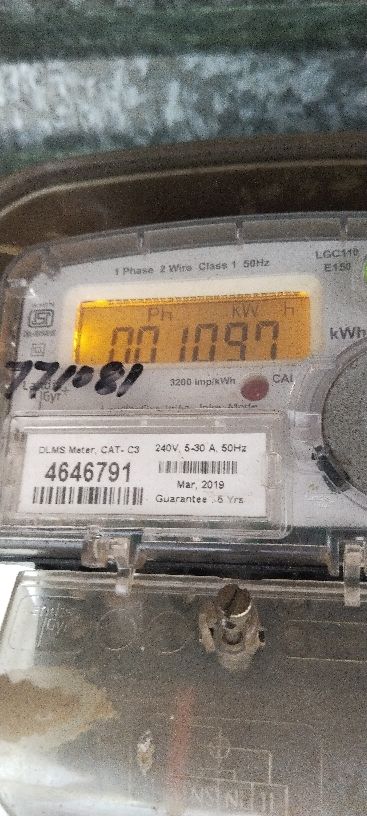 1 Phase 2 Wire Class 1 50Hz
LGC110
E150
Ph kW h
001097
kWh
771081
Gyr
3200 imp/kWh
CAL
DLMS Meter, CAT- C3
240V, 5-30 A, 50Hz
4646791
Mar, 2019
Guarantee : 5 Yrs